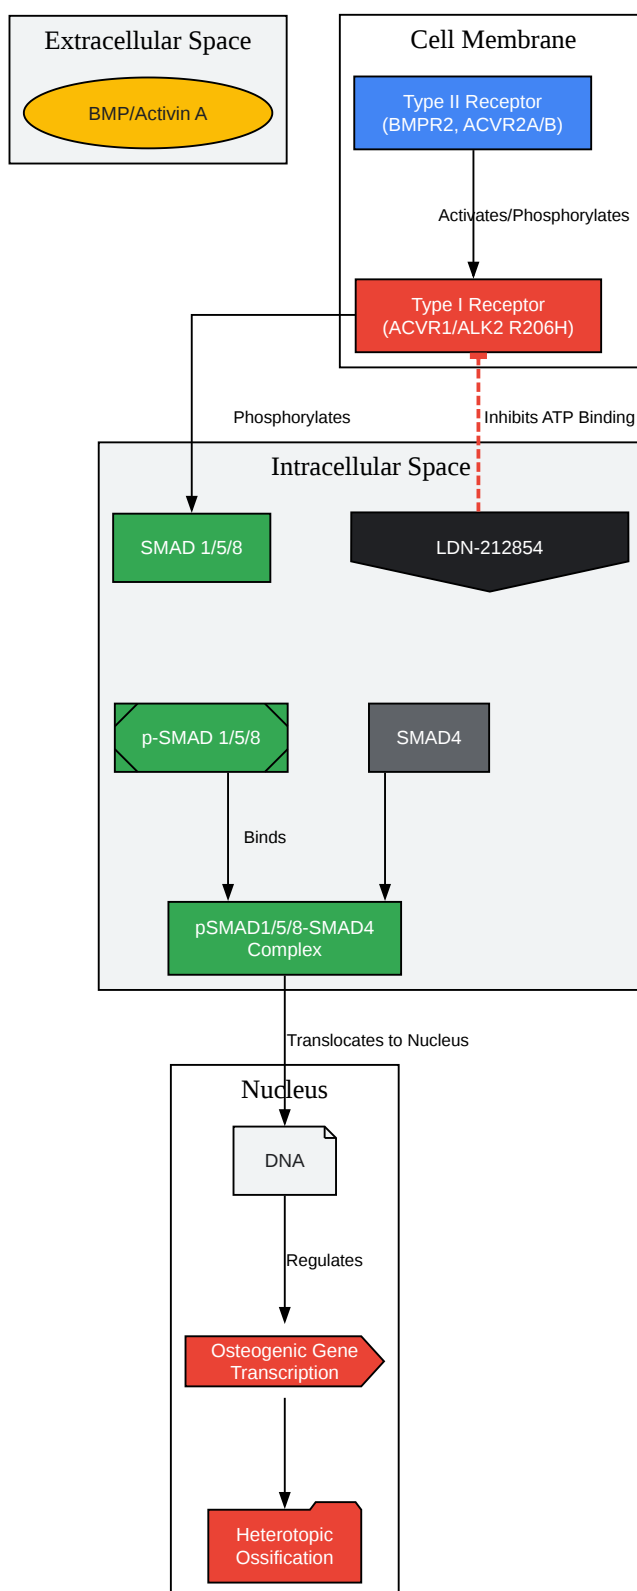 Extracellular Space
BMP/Activin A
Cell Membrane
Type II Receptor
(BMPR2, ACVR2A/B)
Activates/Phosphorylates
Type I Receptor
(ACVR1/ALK2 R206H)
Phosphorylates
Inhibits ATP Binding
Intracellular Space
SMAD 1/5/8
LDN-212854
p-SMAD 1/5/8
SMAD4
Binds
pSMAD1/5/8-SMAD4
Complex
Translocates to Nucleus
Nucleus
DNA
Regulates
Osteogenic Gene
Transcription
Heterotopic
Ossification